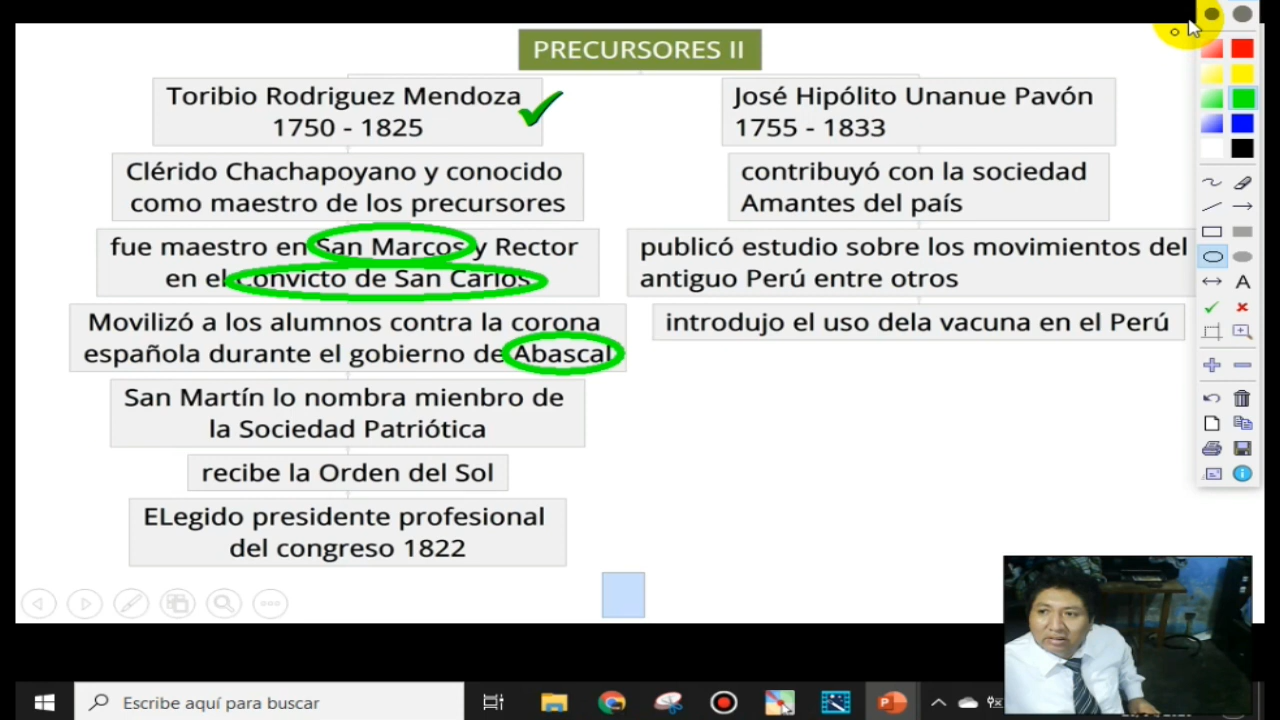 PRECURSORES II
Toribio Rodriguez Mendoza
1750 - 1825
Clérido Chachapoyano y conocido
como maestro de los precursores
fue maestro en San Marcos y Rector
en el Convicto de San Carlos
Movilizó a los alumnos contra la corona
española durante el gobierno de Abascal
San Martín lo nombra mienbro de
la Sociedad Patriótica
recibe la Orden del Sol
ELegido presidente profesional
del congreso 1822
José Hipólito Unanue Pavón
1755 - 1833
contribuyó con la sociedad
Amantes del país
publicó estudio sobre los movimientos del
antiguo Perú entre otros
introdujo el uso dela vacuna en el Perú
A
Escribe aquí para buscar